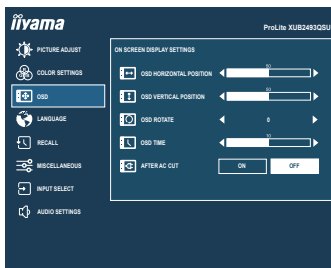 iiyama
ProLite XUB2493QSU
PICTURE ADJUST
COLOR SETTINGS
OSD
LANGUAGE
RECALL
MISCELLANEOUS
INPUT SELECT
AUDIO SETTINGS
ON SCREEN DISPLAY SETTINGS
50
OSD HORIZONTAL POSITION
50
OSD VERTICAL POSITION
OSD ROTATE 0
10
OSD TIME
AFTER AC CUT ON OFF